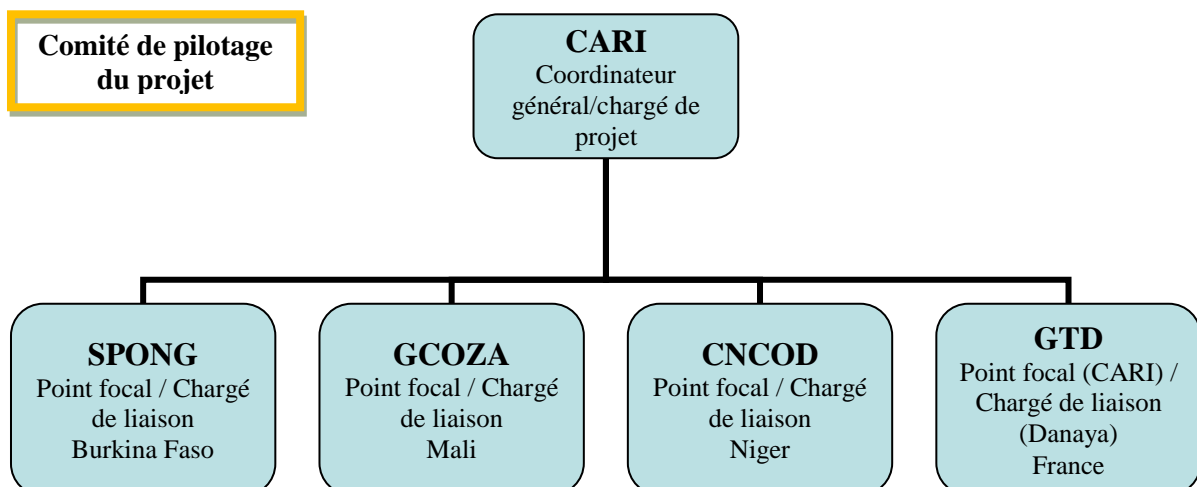 Comité de pilotage
du projet
CARI
Coordinateur
général/chargé de
projet
SPONG
Point focal / Chargé
de liaison
Burkina Faso
GCOZA
Point focal / Chargé
de liaison
Mali
CNCOD
Point focal / Chargé
de liaison
Niger
GTD
Point focal (CARI) /
Chargé de liaison
(Danaya)
France